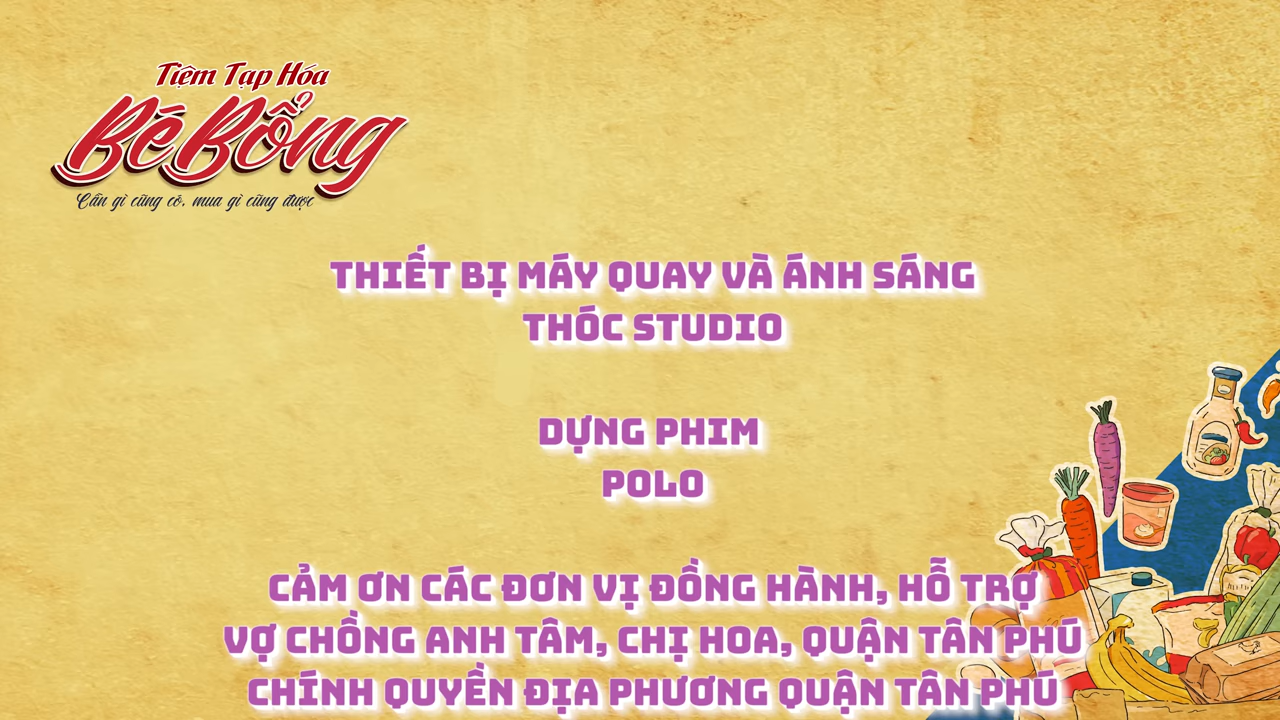 Tiệm Tạp Hóa
Bé Bổng
Cần gì cũng có, mua gì cũng được
THIẾT BỊ MÁY QUAY VÀ ÁNH SÁNG
THÓC STUDIO
DỰNG PHIM
POLO
CẢM ƠN CÁC ĐƠN VỊ ĐỒNG HÀNH, HỖ TRỢ
VỢ CHỒNG ANH TÂM, CHỊ HOA, QUẬN TÂN PHÚ
CHÍNH QUYỀN ĐỊA PHƯƠNG QUẬN TÂN PHÚ